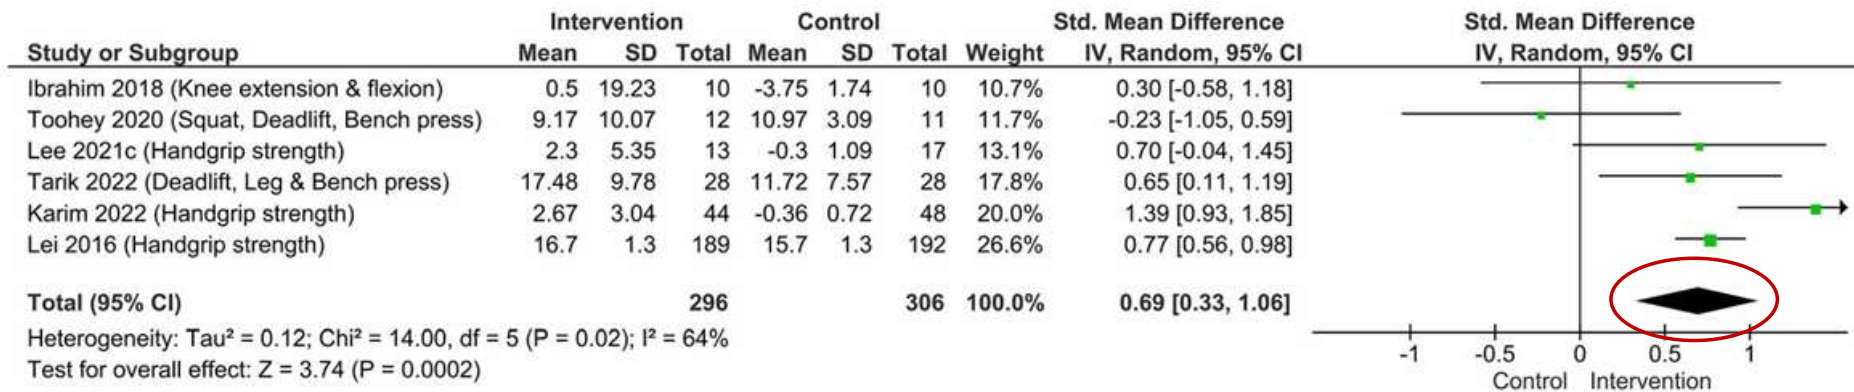 Intervention Control Std. Mean Difference Std. Mean Difference
Study or Subgroup Mean SD Total Mean SD Total Weight IV, Random, 95% CI IV, Random, 95% CI
Ibrahim 2018 (Knee extension & flexion) 0.5 19.23 10 -3.75 1.74 10 10.7% 0.30 [-0.58, 1.18]
Toohey 2020 (Squat, Deadlift, Bench press) 9.17 10.07 12 10.97 3.09 11 11.7% -0.23 [-1.05, 0.59]
Lee 2021c (Handgrip strength) 2.3 5.35 13 -0.3 1.09 17 13.1% 0.70 [-0.04, 1.45]
Tarik 2022 (Deadlift, Leg & Bench press) 17.48 9.78 28 11.72 7.57 28 17.8% 0.65 [0.11, 1.19]
Karim 2022 (Handgrip strength) 2.67 3.04 44 -0.36 0.72 48 20.0% 1.39 [0.93, 1.85]
Lei 2016 (Handgrip strength) 16.7 1.3 189 15.7 1.3 192 26.6% 0.77 [0.56, 0.98]
Total (95% CI) 296 306 100.0% 0.69 [0.33, 1.06]
Heterogeneity: Tau² = 0.12; Chi² = 14.00, df = 5 (P = 0.02); I² = 64%
Test for overall effect: Z = 3.74 (P = 0.0002)
-1 -0.5 0 0.5 1
Control Intervention